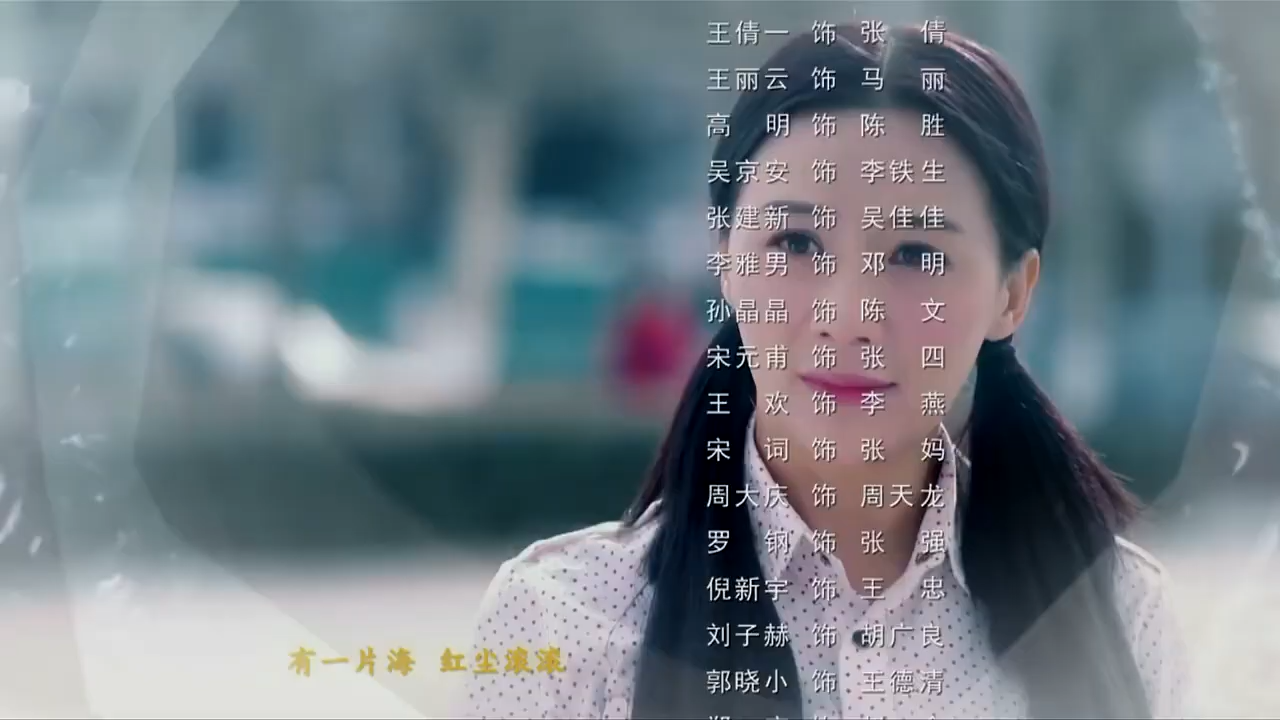 王倩一 饰 张 倩
王丽云 饰 马 丽
高 明 饰 陈 胜
吴京安 饰 李铁生
张建新 饰 吴佳佳
李雅男 饰 邓 明
孙晶晶 饰 陈 文
宋元甫 饰 张 四
王 欢 饰 李 燕
宋 词 饰 张 妈
周大庆 饰 周天龙
罗 钢 饰 张 强
倪新宇 饰 王 忠
刘子赫 饰 胡广良
有一片海 红尘滚滚
郭晓小 饰 王德清